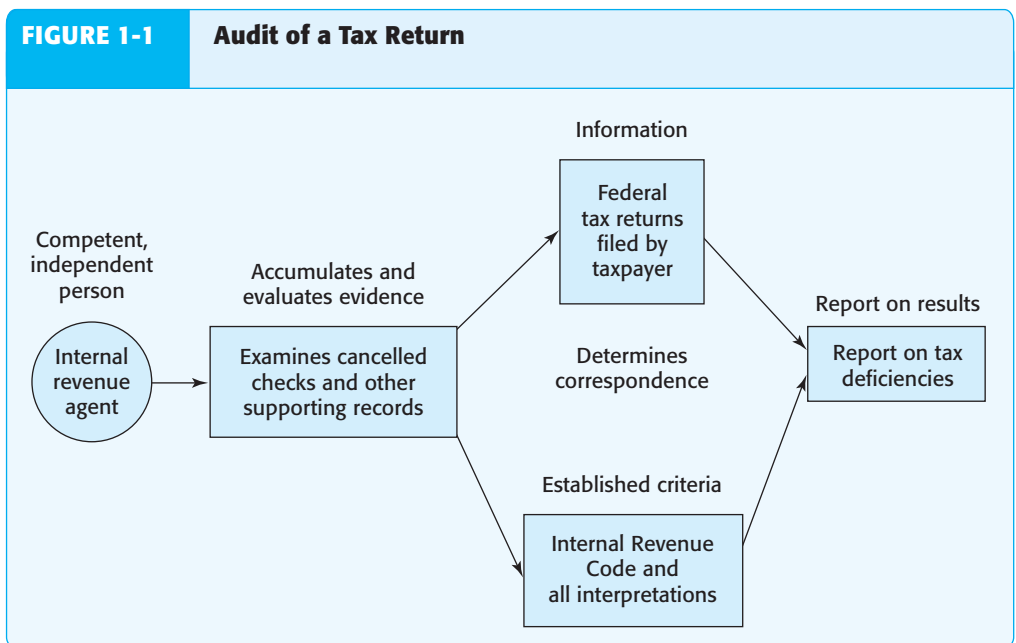 FIGURE 1-1
Audit of a Tax Return
Competent,
independent
person
Internal
revenue
agent
Accumulates and
evaluates evidence
Examines cancelled
checks and other
supporting records
Information
Federal
tax returns
filed by
taxpayer
Determines
correspondence
Established criteria
Internal Revenue
Code and
all interpretations
Report on results
Report on tax
deficiencies